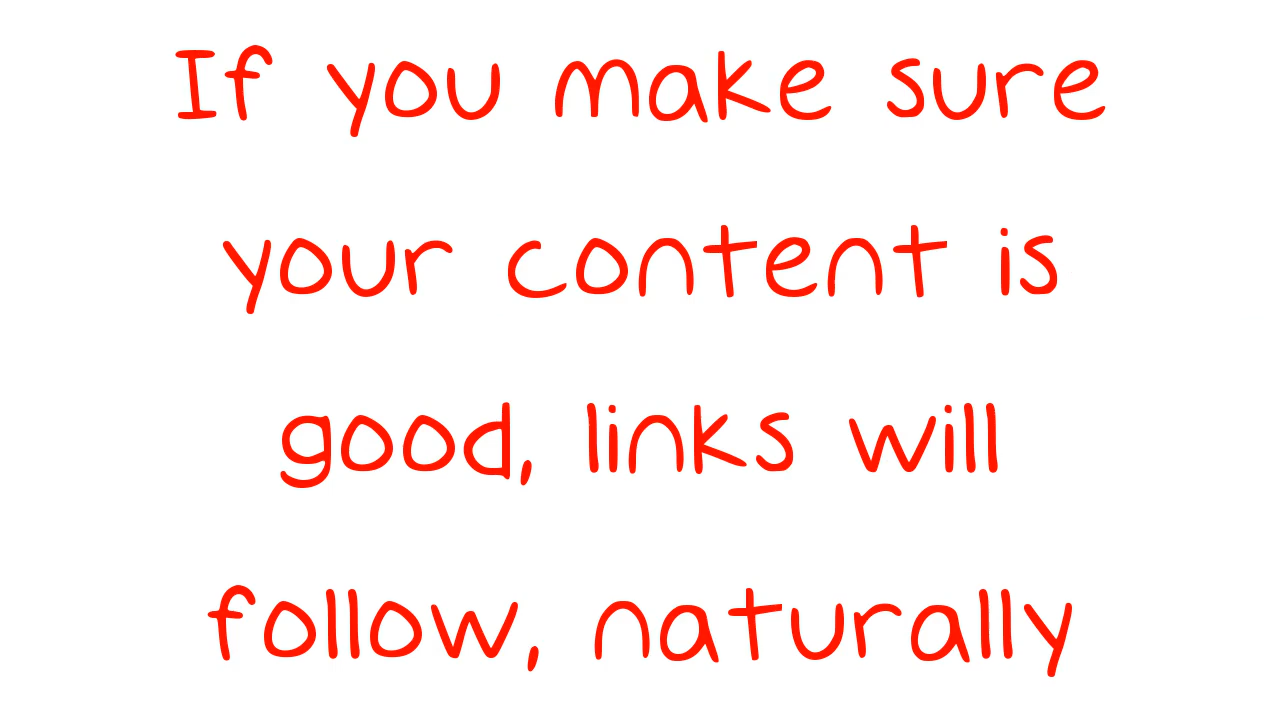 If you make sure
your content is
good, links will
follow, naturally